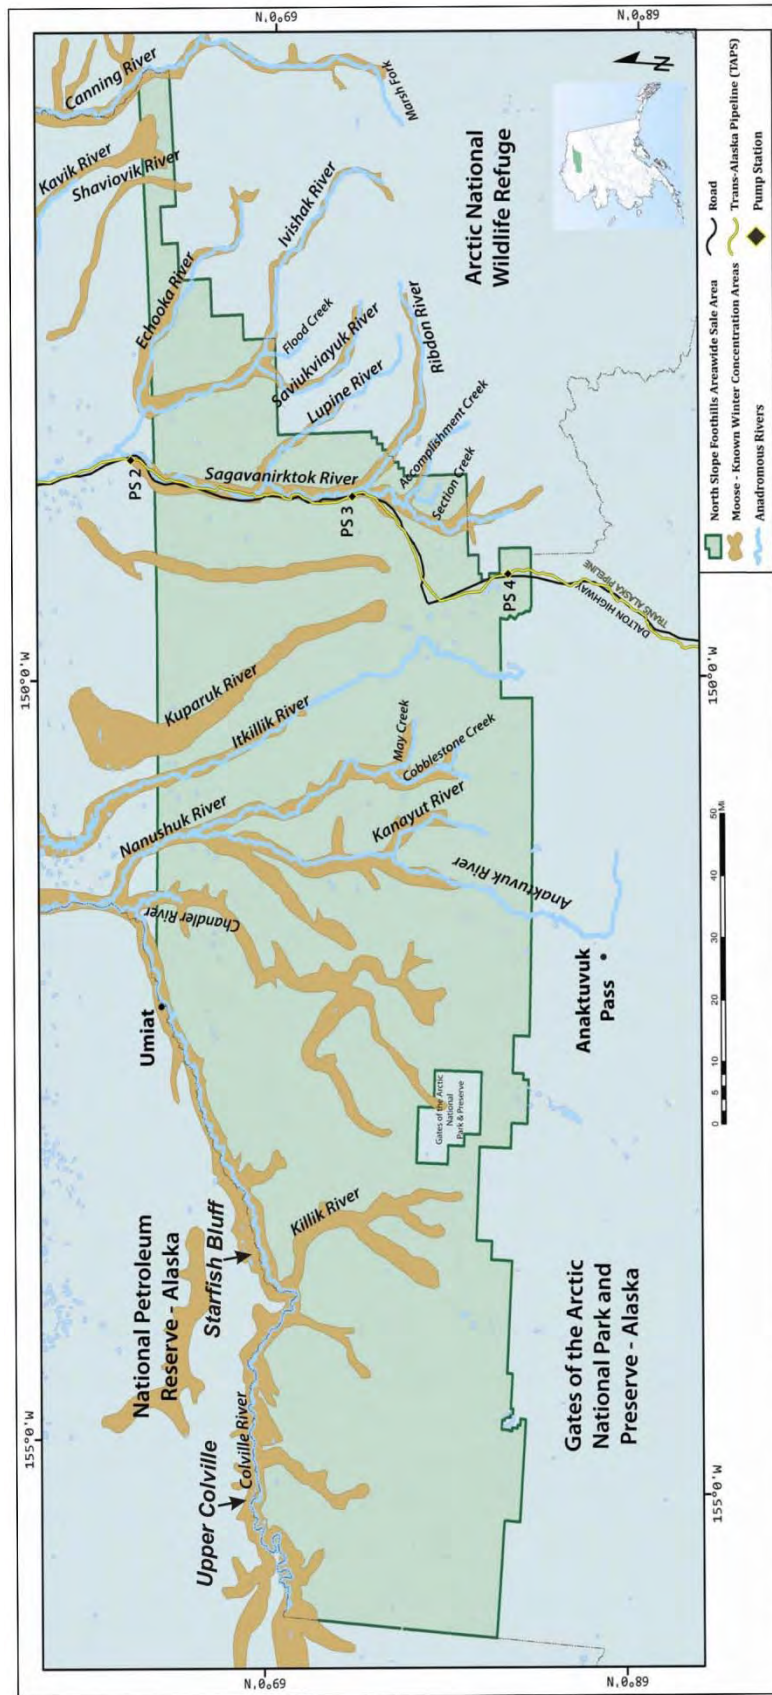 155°0'W
150°0'W
N,0₀69
N,0₀89
Canning River
Kavik River
Shaviovik River
Marsh Fork
Echooka River
Ivishak River
Flood Creek
Saviukviayuk River
Lupine River
Ribdon River
Accomplishment Creek
Section Creek
Sagavanirktok River
PS 2
PS 3
PS 4
Arctic National
Wildlife Refuge
TRANS ALASKA PIPELINE
DALTON HIGHWAY
Kuparuk River
Itkillik River
May Creek
Cobblestone Creek
Nanushuk River
Kanayut River
Anaktuvuk River
Chandler River
Umiat
Anaktuvuk
Pass
Gates of the Arctic
National
Park & Preserve
Killik River
National Petroleum
Reserve - Alaska
Starfish Bluff
Upper Colville
Colville River
Gates of the Arctic
National Park and
Preserve - Alaska
N,0₀69
N,0₀89
155°0'W
150°0'W
0 5 10 20 30 40 50
Mi
N
North Slope Foothills Areawide Sale Area
Moose - Known Winter Concentration Areas
Anadromous Rivers
Road
Trans-Alaska Pipeline (TAPS)
Pump Station